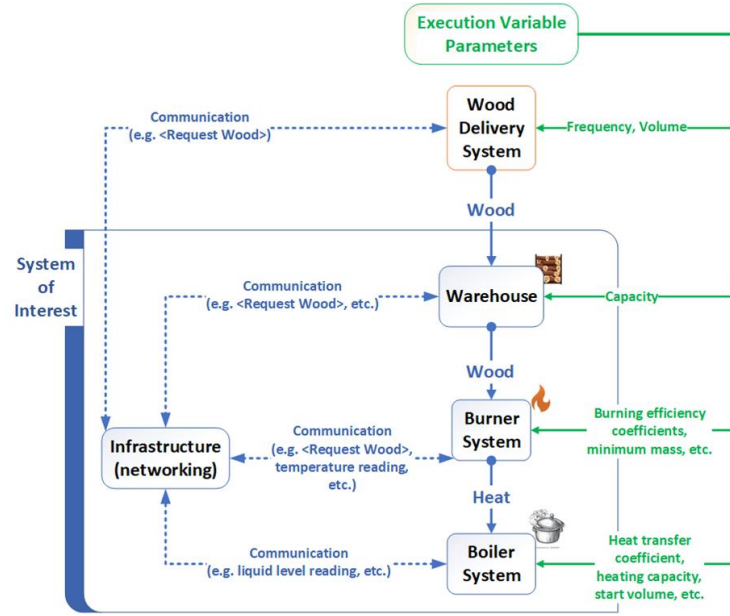 Execution Variable
Parameters
Communication
(e.g. <Request Wood>)
Wood
Delivery
System
Frequency, Volume
Wood
System
of
Interest
Communication
(e.g. <Request Wood>, etc.)
Warehouse
Capacity
Wood
Infrastructure
(networking)
Communication
(e.g. <Request Wood>,
temperature reading,
etc.)
Burner
System
Burning efficiency
coefficients,
minimum mass, etc.
Heat
Communication
(e.g. liquid level reading, etc.)
Boiler
System
Heat transfer
coefficient,
heating capacity,
start volume, etc.